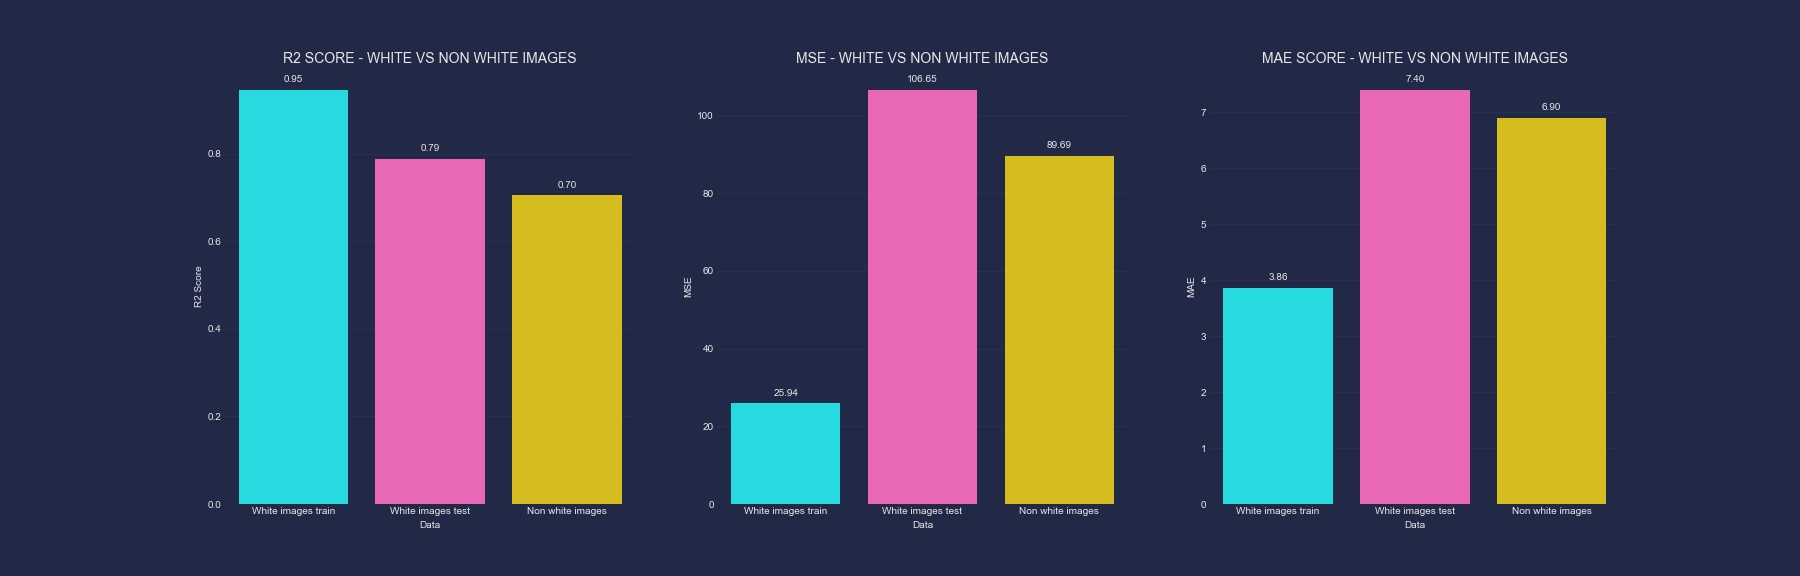 R2 SCORE - WHITE VS NON WHITE IMAGES
0.95
0.79
0.70
0.8
0.6
0.4
0.2
0.0
R2 Score
White images train
White images test
Non white images
Data
MSE - WHITE VS NON WHITE IMAGES
106.65
89.69
25.94
100
80
60
40
20
0
MSE
White images train
White images test
Non white images
Data
MAE SCORE - WHITE VS NON WHITE IMAGES
7.40
6.90
3.86
7
6
5
4
3
2
1
0
MAE
White images train
White images test
Non white images
Data